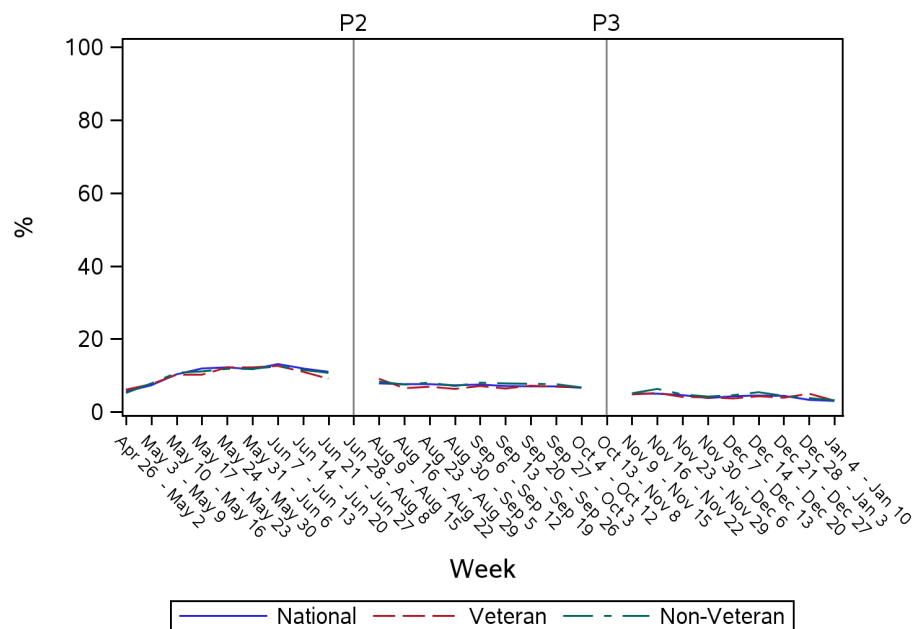 P2 P3
100
80
60
40
20
0
%
Apr 26 - May 2
May 3 - May 9
May 10 - May 16
May 17 - May 23
May 24 - May 30
May 31 - Jun 6
Jun 7 - Jun 13
Jun 14 - Jun 20
Jun 21 - Jun 27
Jun 28 - Aug 8
Aug 9 - Aug 15
Aug 16 - Aug 22
Aug 23 - Aug 29
Aug 30 - Sep 5
Sep 6 - Sep 12
Sep 13 - Sep 19
Sep 20 - Sep 26
Sep 27 - Oct 3
Oct 4 - Oct 12
Oct 13 - Nov 8
Nov 9 - Nov 15
Nov 16 - Nov 22
Nov 23 - Nov 29
Nov 30 - Dec 6
Dec 7 - Dec 13
Dec 14 - Dec 20
Dec 21 - Dec 27
Dec 28 - Jan 3
Jan 4 - Jan 10
Week
National Veteran Non-Veteran